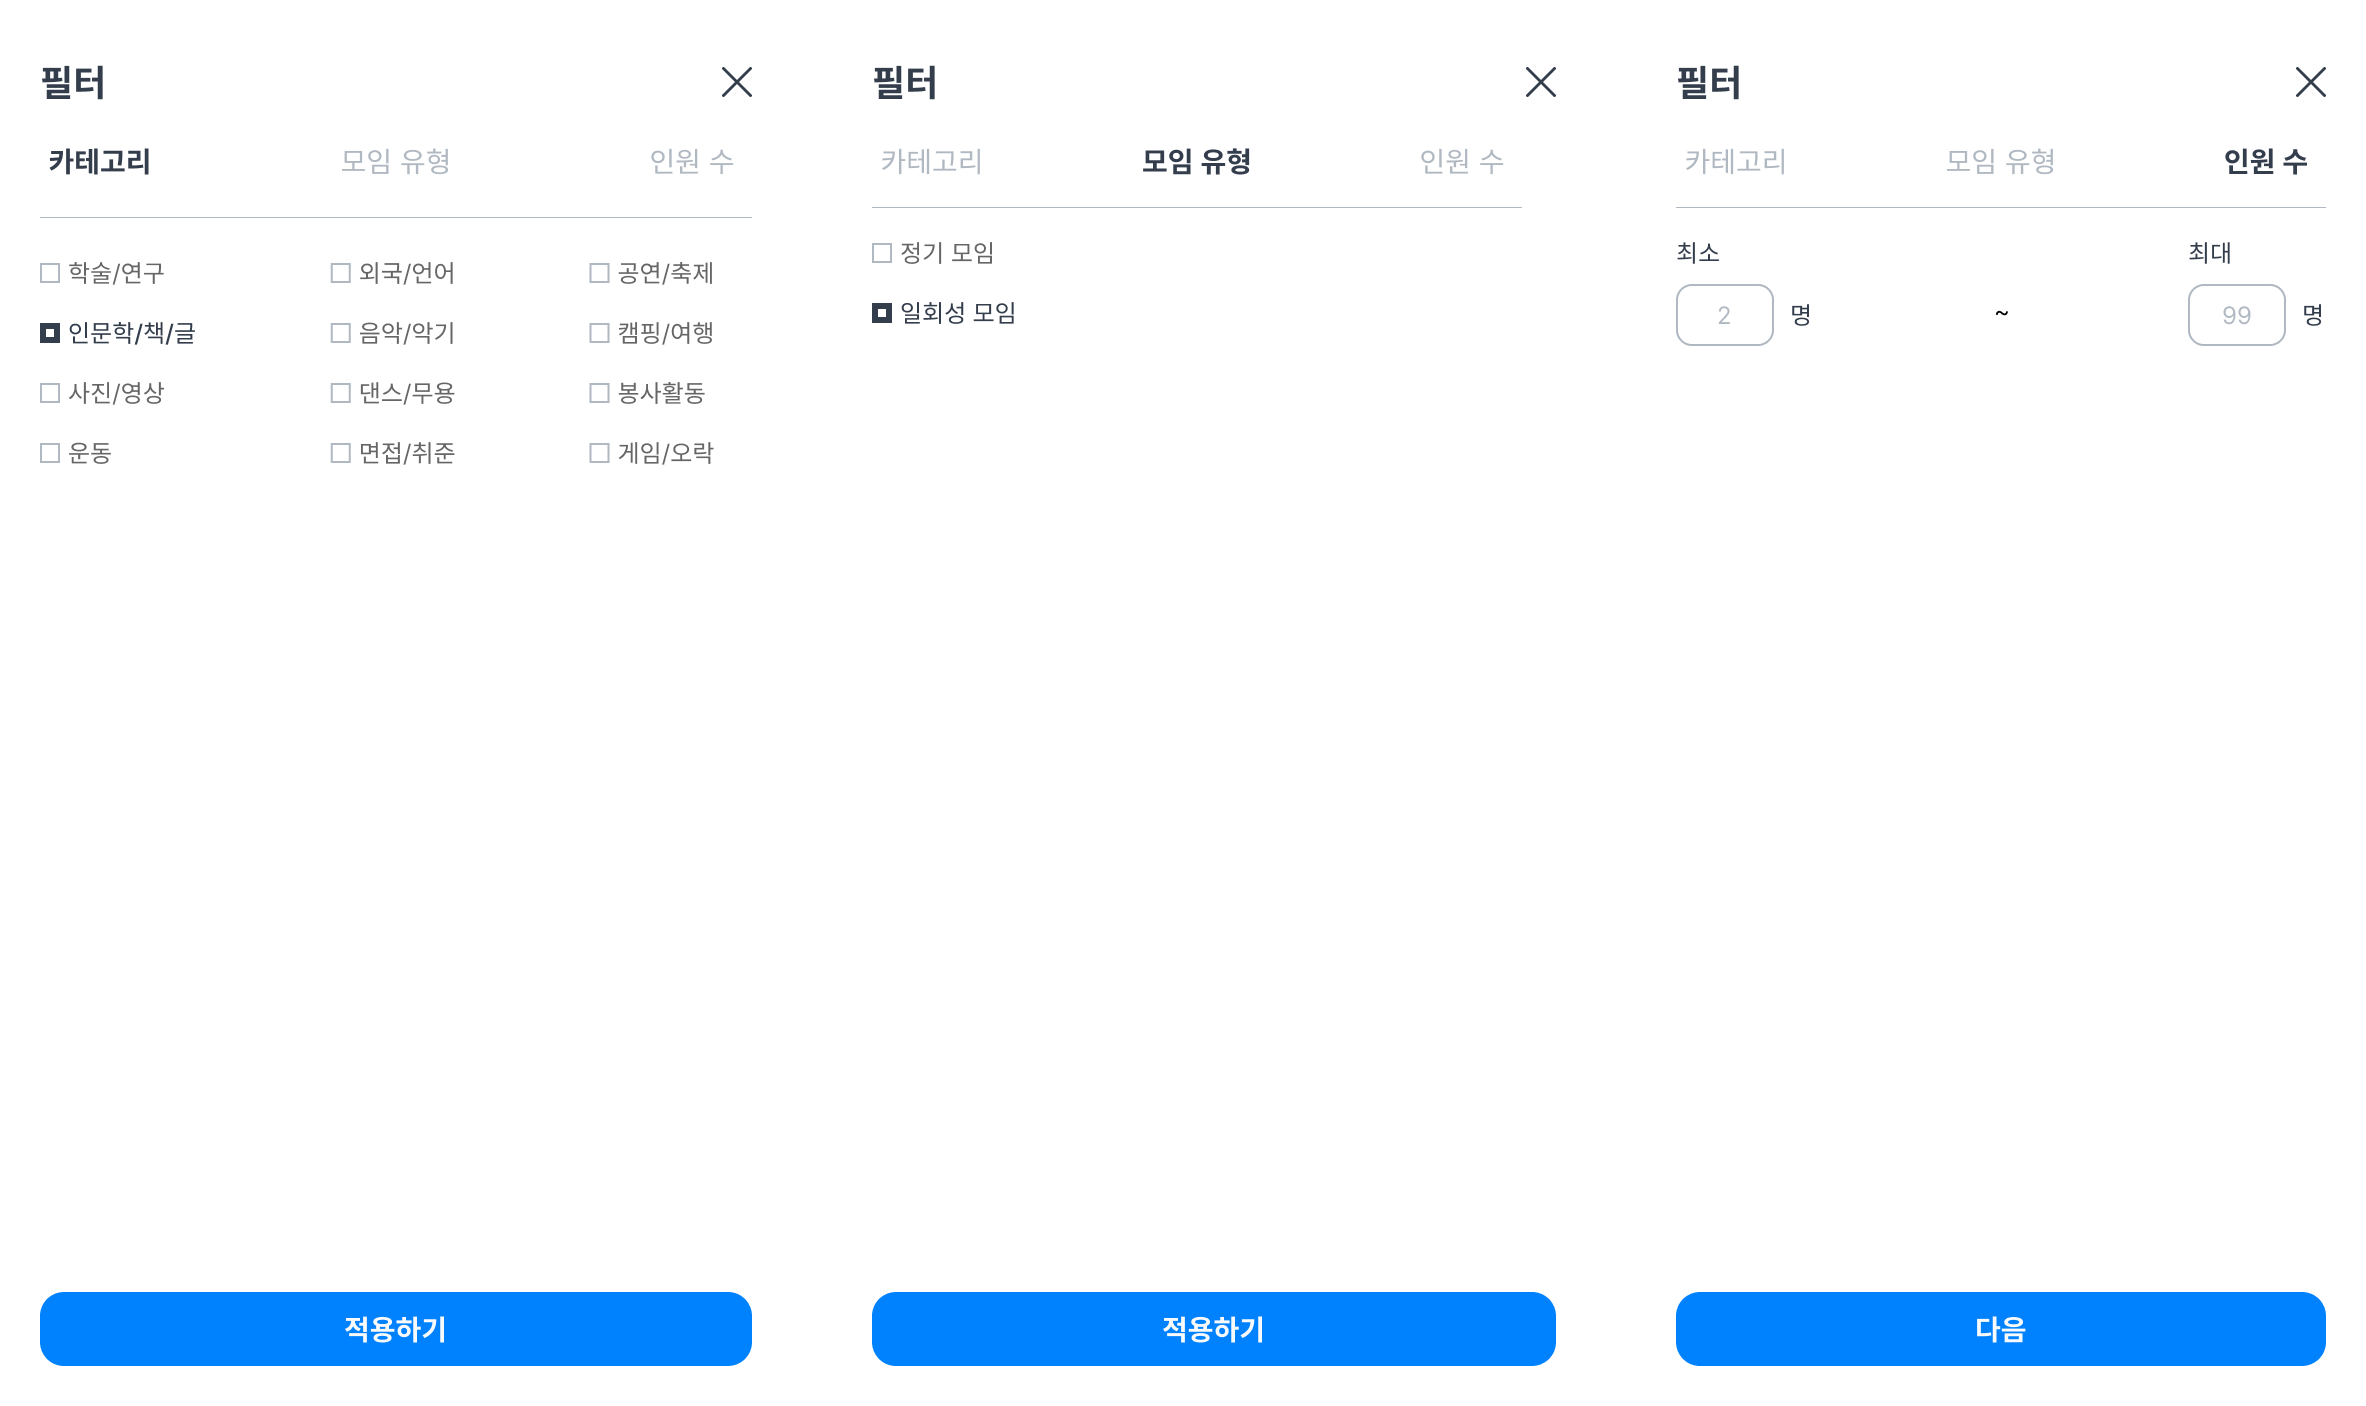 필터
카테고리 모임 유형 인원 수
학술/연구 외국/언어 공연/축제
인문학/책/글 음악/악기 캠핑/여행
사진/영상 댄스/무용 봉사활동
운동 면접/취준 게임/오락
적용하기
필터
카테고리 모임 유형 인원 수
정기 모임
일회성 모임
적용하기
필터
카테고리 모임 유형 인원 수
최소 최대
2 명 ~ 99 명
다음